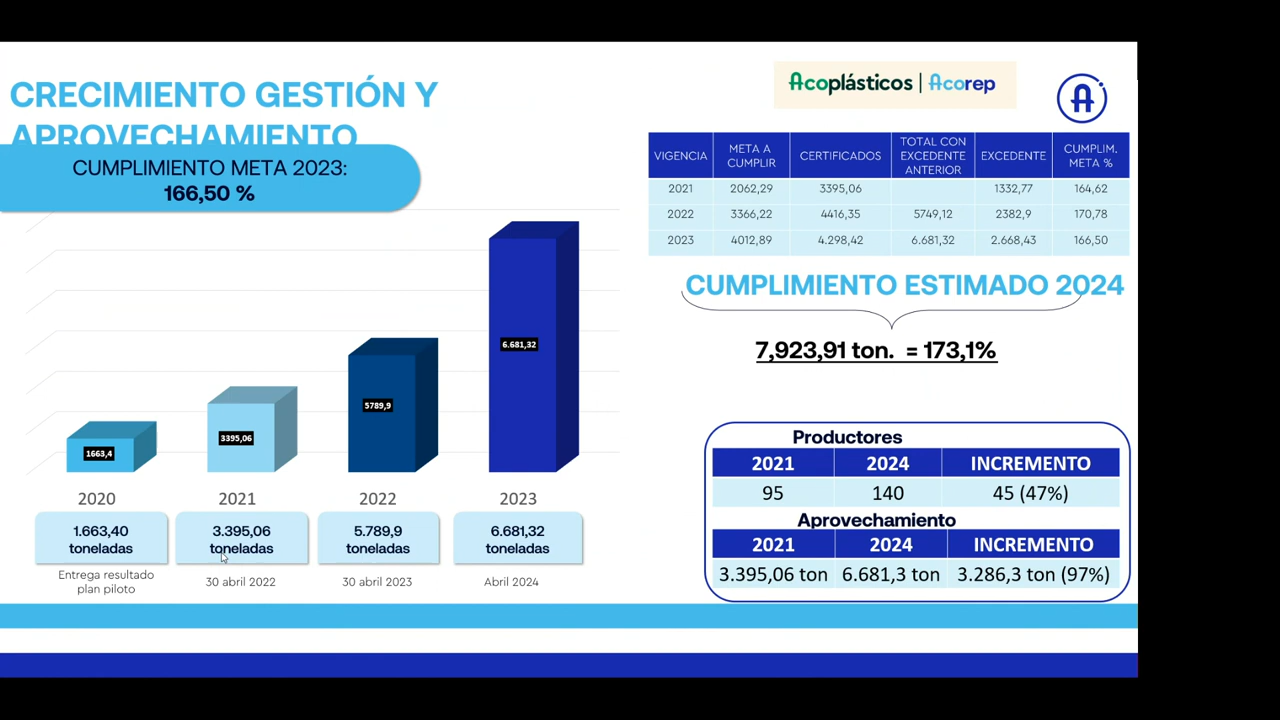 CRECIMIENTO GESTIÓN Y
APROVECHAMIENTO
CUMPLIMIENTO META 2023:
166,50 %
1663,4
3395,06
5789,9
6.681,32
2020 2021 2022 2023
1.663,40 toneladas
3.395,06 toneladas
5.789,9 toneladas
6.681,32 toneladas
Entrega resultado plan piloto
30 abril 2022
30 abril 2023
Abril 2024
Acoplásticos | Acorep
A
VIGENCIA META A CUMPLIR CERTIFICADOS TOTAL CON EXCEDENTE ANTERIOR EXCEDENTE CUMPLIM. META %
2021 2062,29 3395,06 1332,77 164,62
2022 3366,22 4416,35 5749,12 2382,9 170,78
2023 4012,89 4.298,42 6.681,32 2.668,43 166,50
CUMPLIMIENTO ESTIMADO 2024
7,923,91 ton. = 173,1%
Productores
2021 2024 INCREMENTO
95 140 45 (47%)
Aprovechamiento
2021 2024 INCREMENTO
3.395,06 ton 6.681,3 ton 3.286,3 ton (97%)